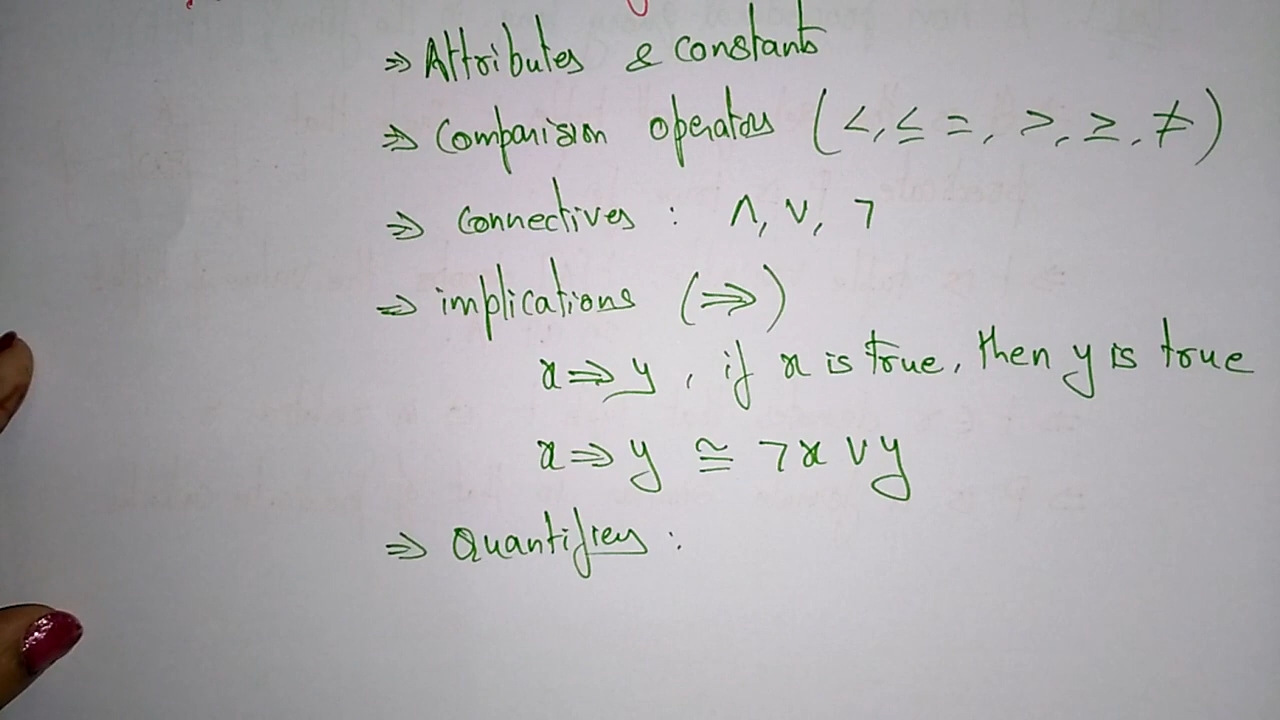 ⇒ Attributes & constants
⇒ Comparision operators (<, ≤ =, >, ≥, ≠)
⇒ Connectives : ∧, ∨, ¬
⇒ implications (⇒)
x ⇒ y , if x is true, then y is true
x ⇒ y ≅ ¬x ∨ y
⇒ Quantifiers :